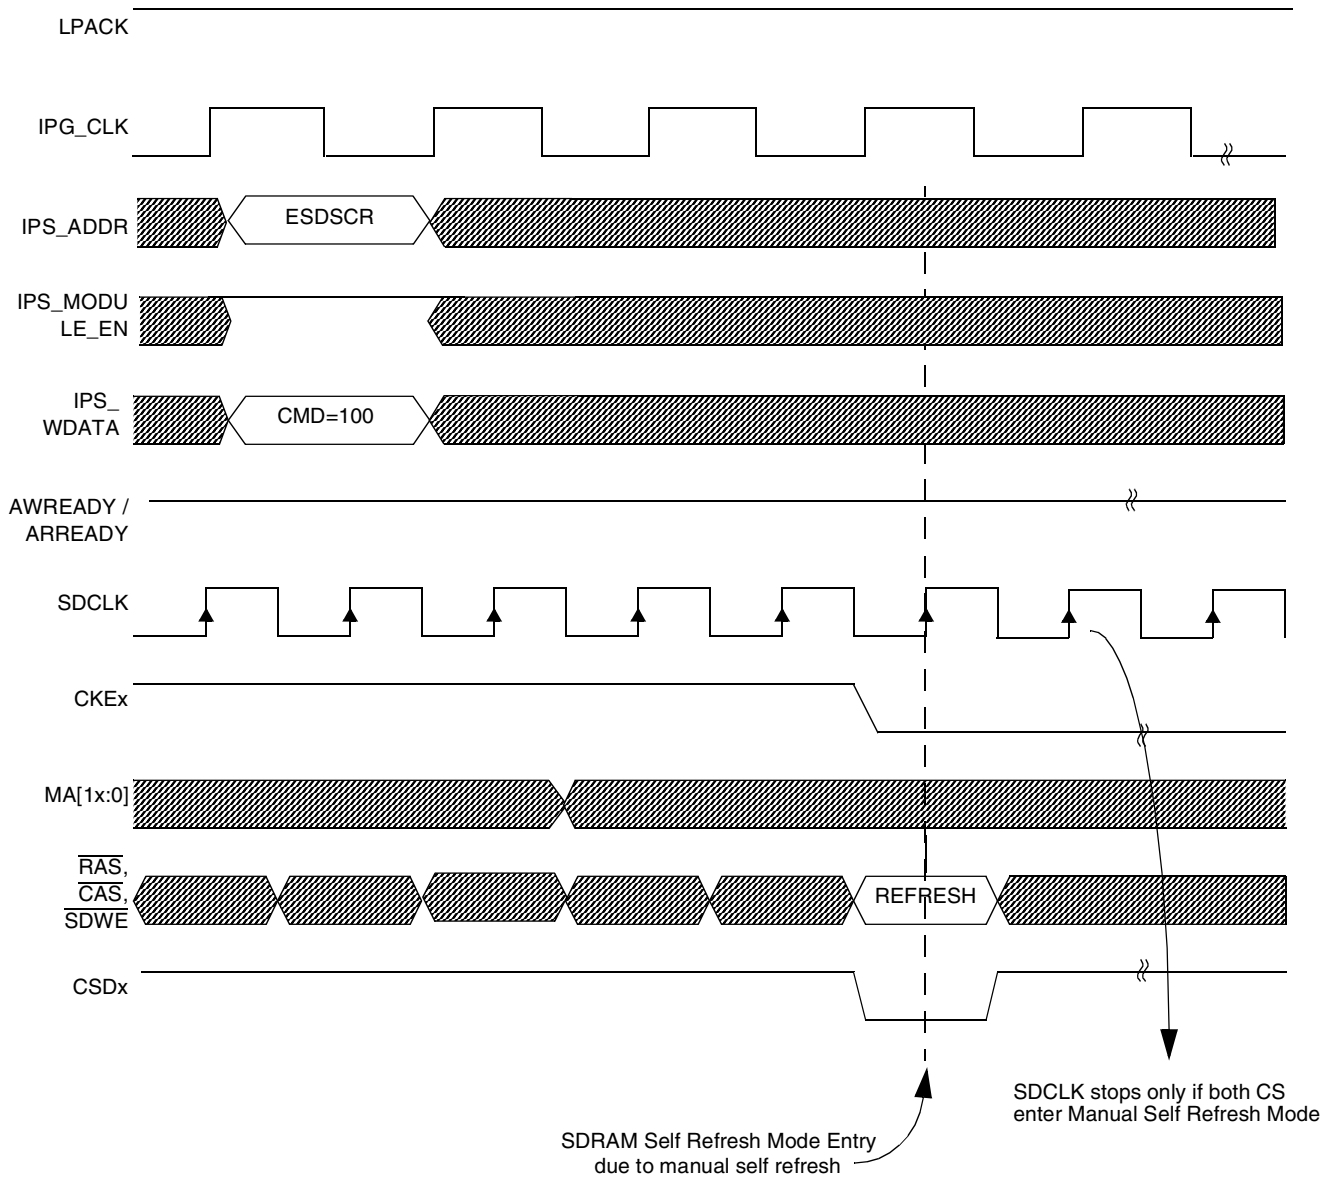 LPACK
IPG_CLK
IPS_ADDR
ESDSCR
IPS_MODU
LE_EN
IPS_
WDATA
CMD=100
AWREADY /
ARREADY
SDCLK
CKEx
MA[1x:0]
RAS,
CAS,
SDWE
REFRESH
CSDx
SDCLK stops only if both CS
enter Manual Self Refresh Mode
SDRAM Self Refresh Mode Entry
due to manual self refresh